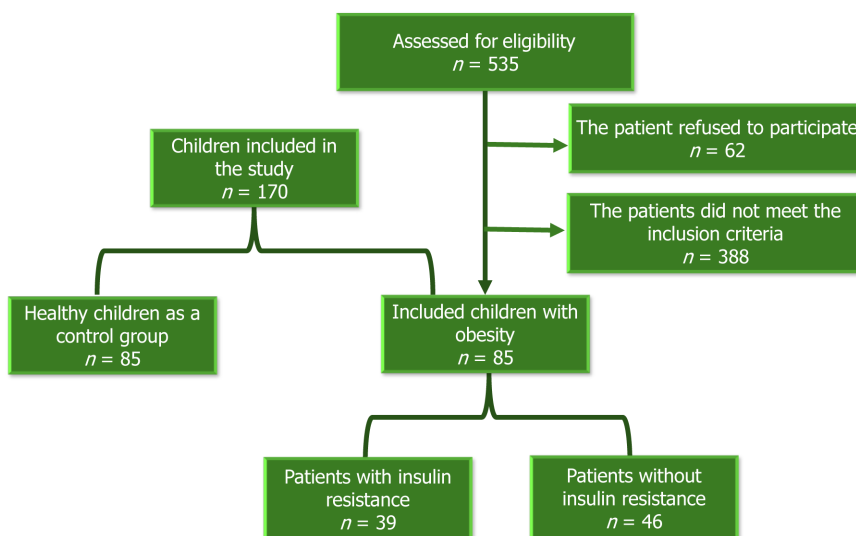 Assessed for eligibility
n = 535
The patient refused to participate
n = 62
Children included in
the study
n = 170
The patients did not meet the
inclusion criteria
n = 388
Healthy children as a
control group
n = 85
Included children with
obesity
n = 85
Patients with insulin
resistance
n = 39
Patients without
insulin resistance
n = 46